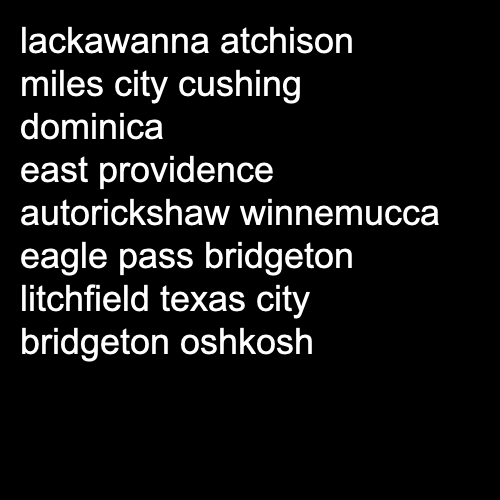 lackawanna atchison
miles city cushing
dominica
east providence
autorickshaw winnemucca
eagle pass bridgeton
litchfield texas city
bridgeton oshkosh